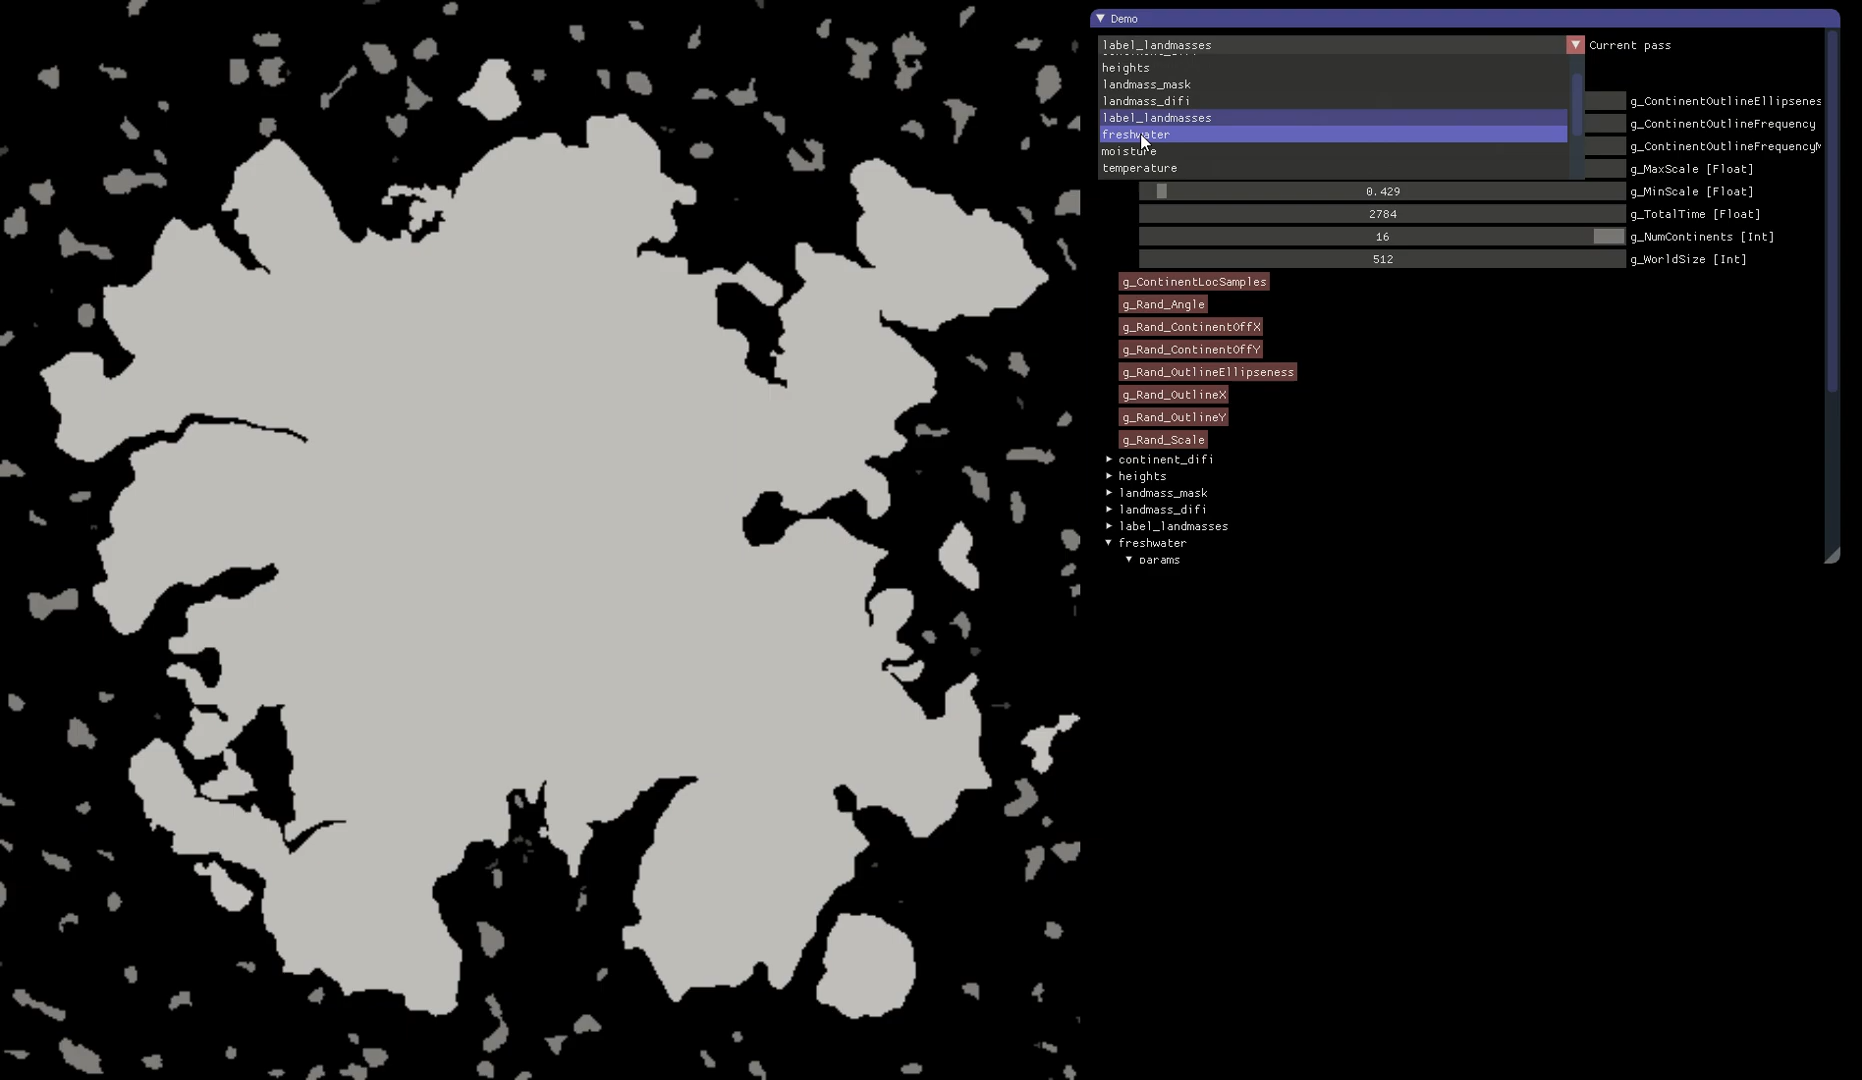 Demo
label_landmasses Current pass
heights
landmass_mask
landmass_difi
g_ContinentOutlineEllipsenes
label_landmasses
g_ContinentOutlineFrequency
freshwater
g_ContinentOutlineFrequency
moisture
temperature g_MaxScale [Float]
0.429 g_MinScale [Float]
2784 g_TotalTime [Float]
16 g_NumContinents [Int]
512 g_WorldSize [Int]
g_ContinentLocSamples
g_Rand_Angle
g_Rand_ContinentOffX
g_Rand_ContinentOffY
g_Rand_OutlineEllipseness
g_Rand_OutlineX
g_Rand_OutlineY
g_Rand_Scale
continent_difi
heights
landmass_mask
landmass_difi
label_landmasses
freshwater
params